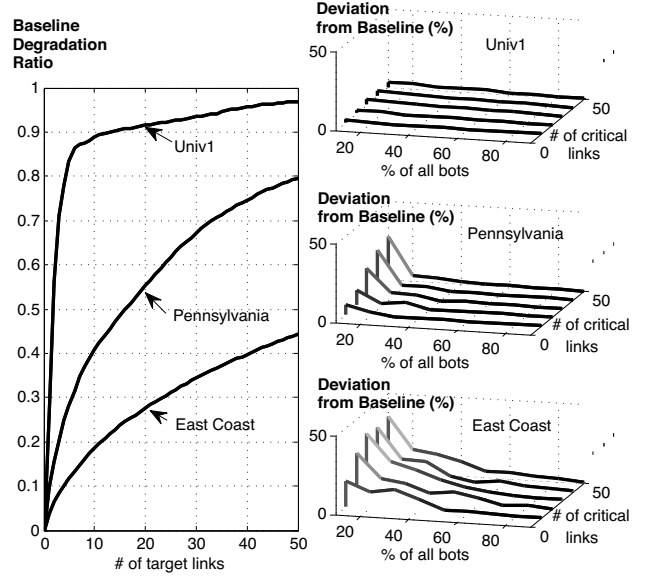 Baseline
Degradation
Ratio
1
0.9
0.8
0.7
0.6
0.5
0.4
0.3
0.2
0.1
0
0 10 20 30 40 50
# of target links
Univ1
Pennsylvania
East Coast
Deviation
from Baseline (%)
Univ1
50
0
20 40 60 80
% of all bots
0
50
# of critical
links
Deviation
from Baseline (%)
Pennsylvania
50
0
20 40 60 80
% of all bots
0
50
# of critical
links
Deviation
from Baseline (%)
East Coast
50
0
20 40 60 80
% of all bots
0
50
# of critical
links